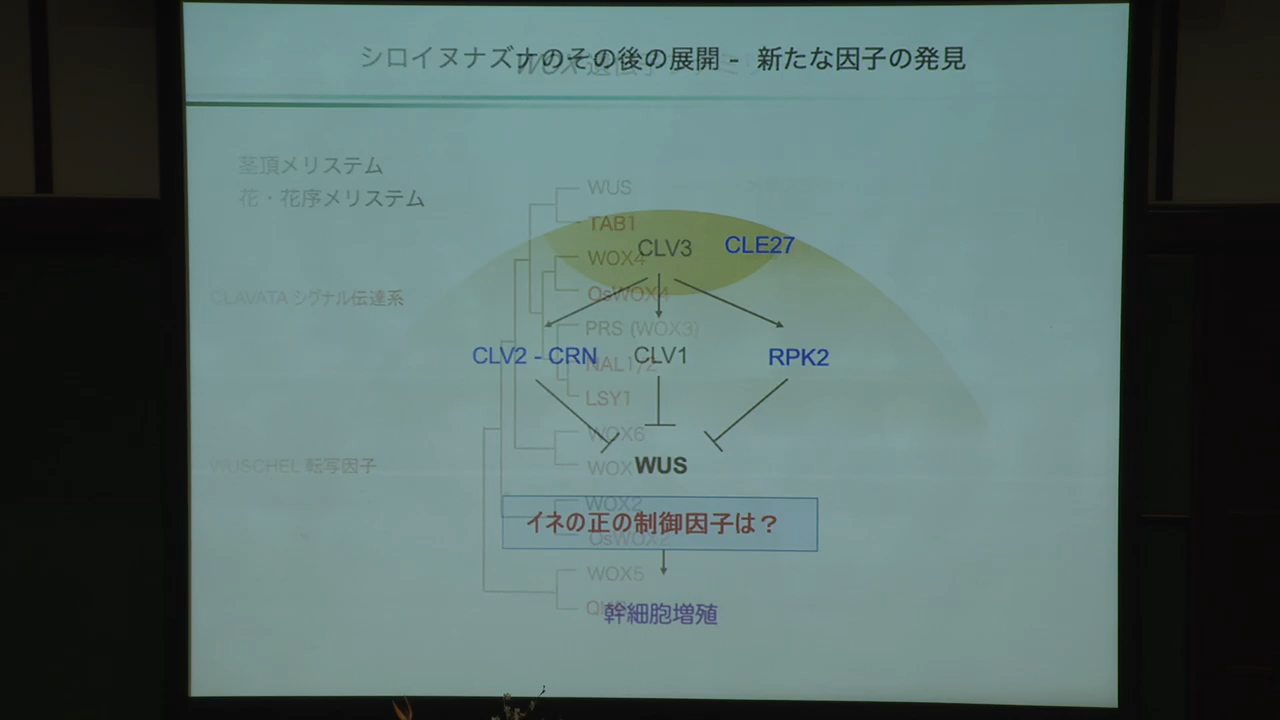 シロイヌナズナのその後の展開 - 新たな因子の発見
茎頂メリステム
花・花序メリステム
WUS
TAB1
CLV3
CLE27
WOX4
OsWOX4
CLAVATA シグナル伝達系
PRS (WOX3)
CLV2 - CRN
CLV1
RPK2
NAL1/2
LSY1
WOX6
WUSCHEL 転写因子
WUS
WOX2
イネの正の制御因子は？
OsWOX2
WOX5
幹細胞増殖